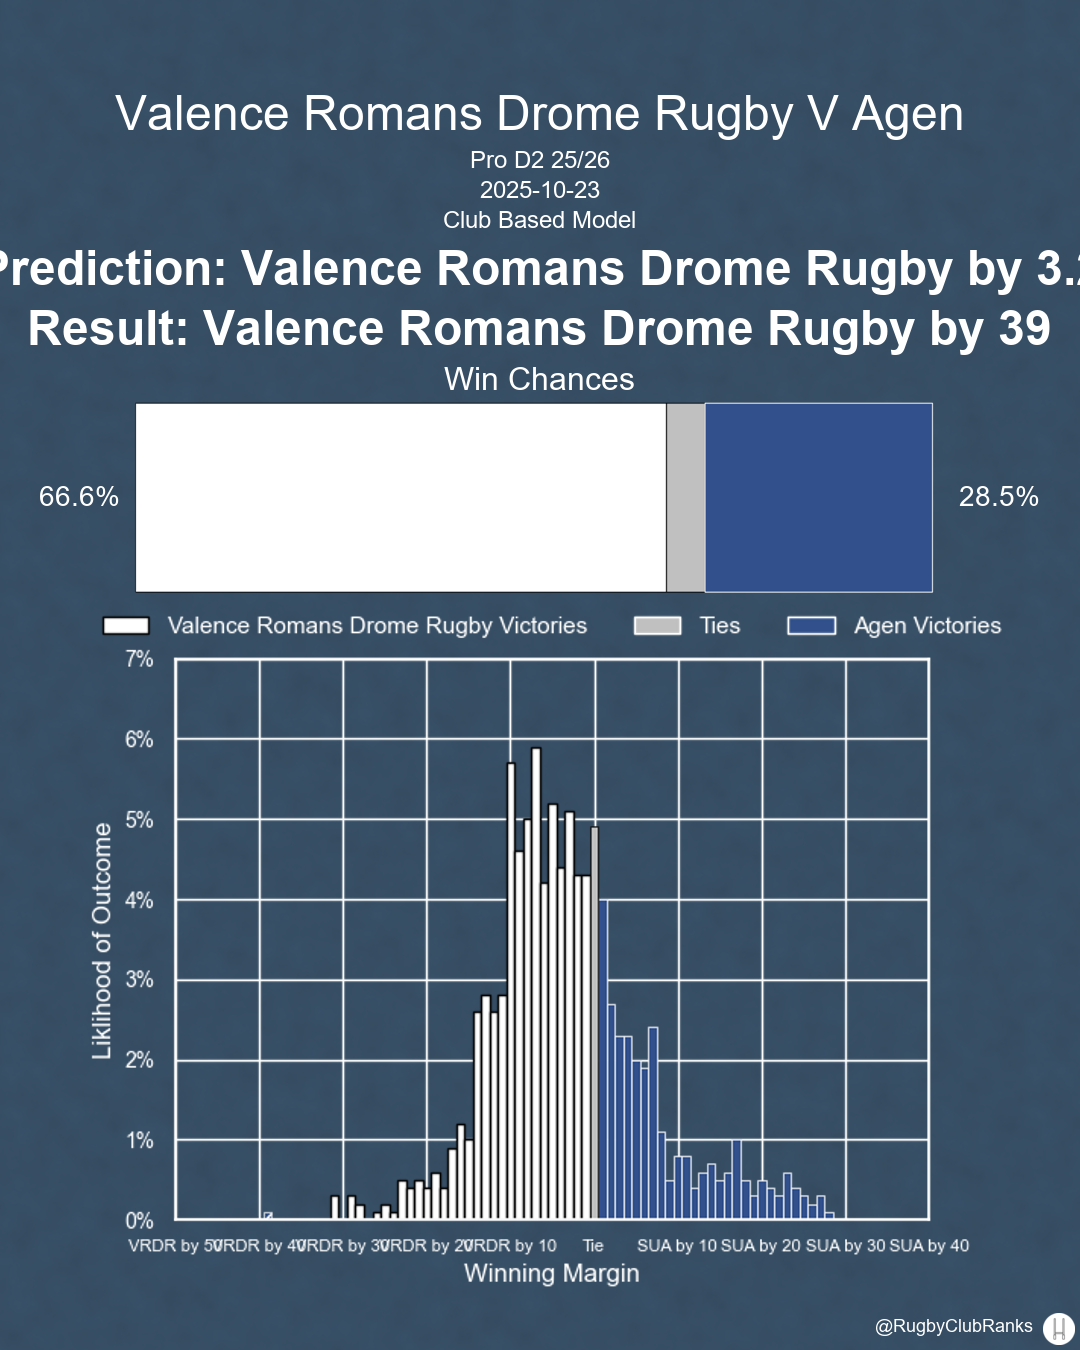 Valence Romans Drome Rugby V Agen
Pro D2 25/26
2025-10-23
Club Based Model
Prediction: Valence Romans Drome Rugby by 3.2
Result: Valence Romans Drome Rugby by 39
Win Chances
66.6%
28.5%
Valence Romans Drome Rugby Victories
Ties
Agen Victories
7%
6%
5%
4%
3%
2%
1%
0%
Liklihood of Outcome
VRDR by 50
VRDR by 40
VRDR by 30
VRDR by 20
VRDR by 10
Tie
SUA by 10
SUA by 20
SUA by 30
SUA by 40
Winning Margin
@RugbyClubRanks